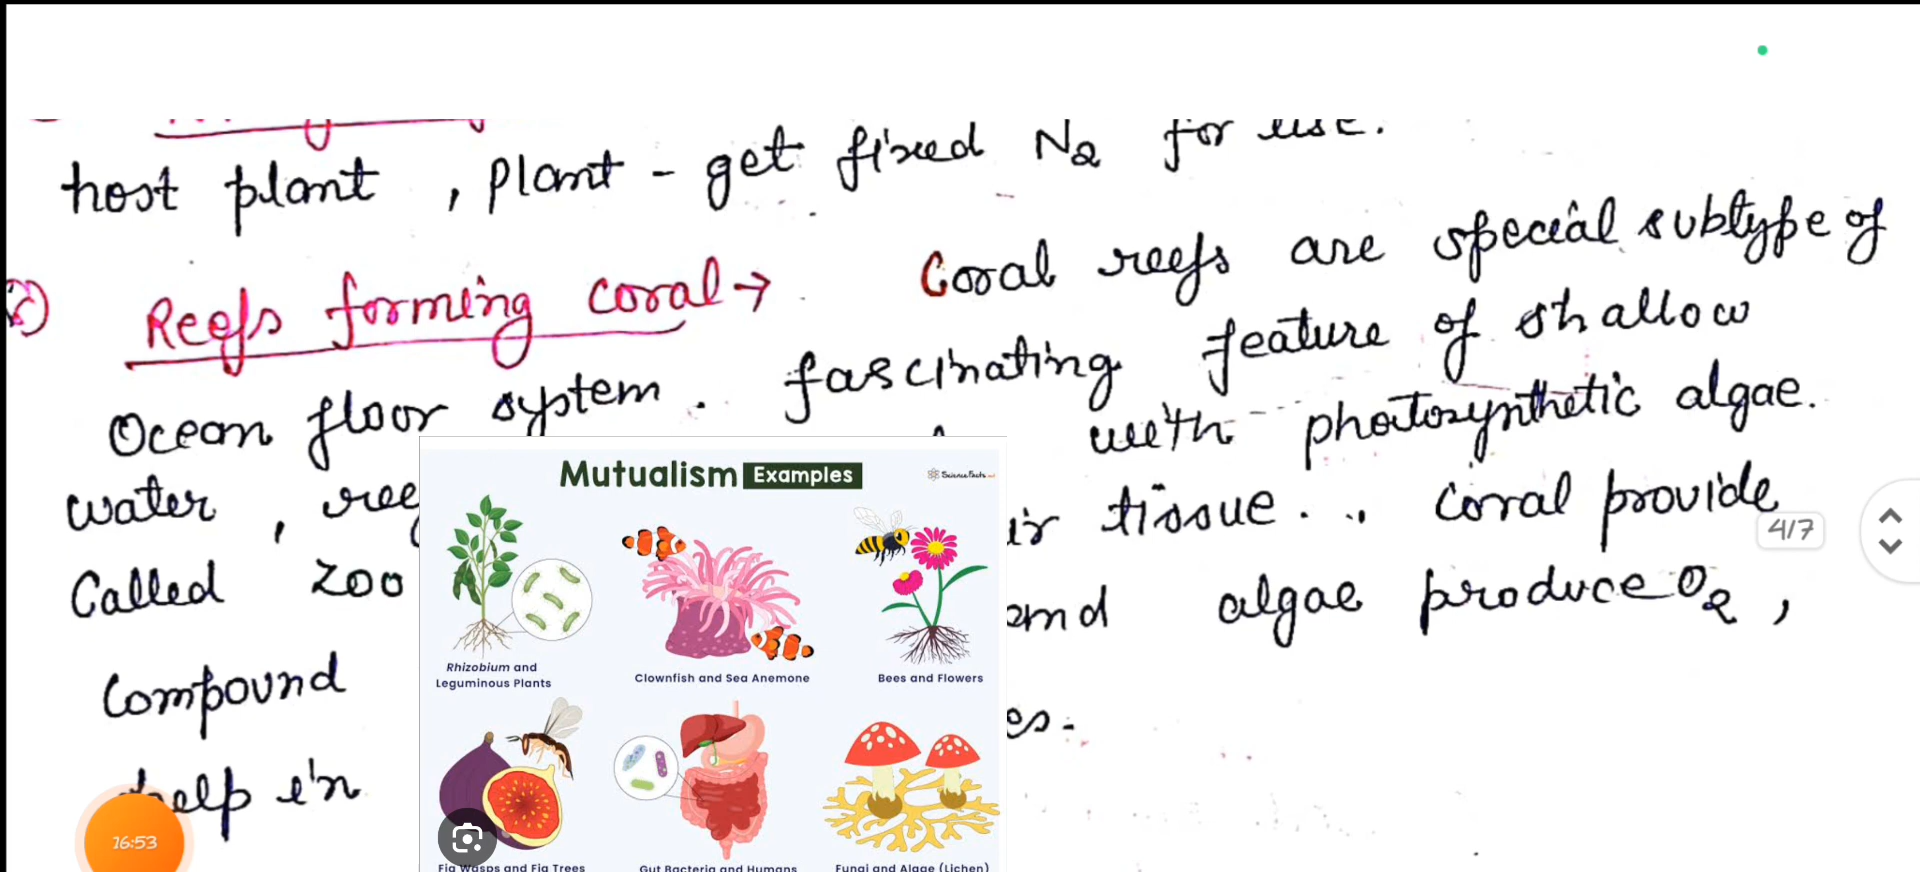 for use.
host plant , plant - get fixed N2
Reefs forming coral → Coral reefs are special subtype of
Ocean floor system . fascinating feature of shallow
water , ree with photosynthetic algae.
Called zoo ir tissue . . coral provide
Compound and algae produce O2 ,
help in es.
Mutualism Examples
ScienceFacts
Rhizobium and
Leguminous Plants
Clownfish and Sea Anemone
Bees and Flowers
Fig Wasps and Fig Trees
Gut Bacteria and Humans
Fungi and Algae (Lichen)
4/7
16:53